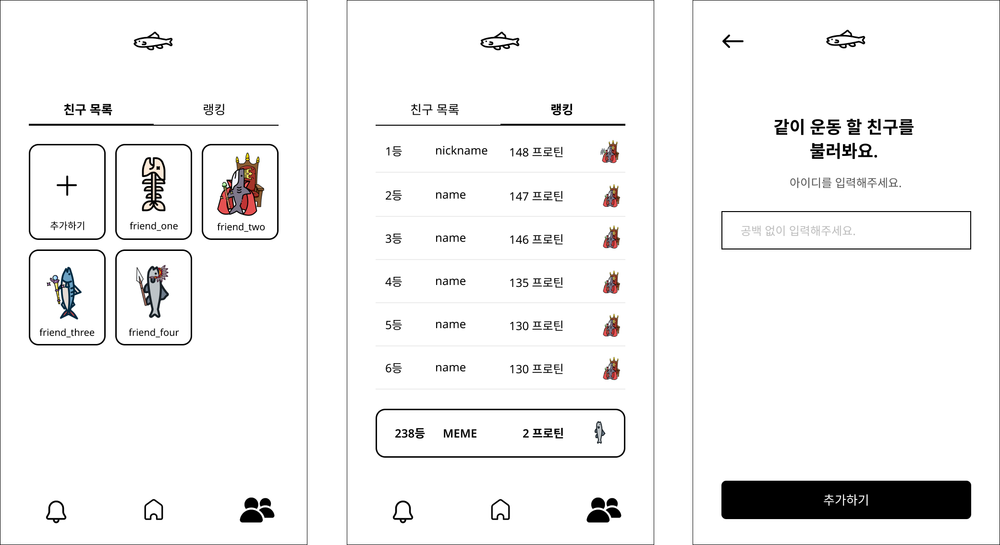 친구 목록
랭킹
추가하기
friend_one
friend_two
friend_three
friend_four
친구 목록
랭킹
1등 nickname 148 프로틴
2등 name 147 프로틴
3등 name 146 프로틴
4등 name 135 프로틴
5등 name 130 프로틴
6등 name 130 프로틴
238등 MEME 2 프로틴
같이 운동 할 친구를
불러봐요.
아이디를 입력해주세요.
공백 없이 입력해주세요.
추가하기